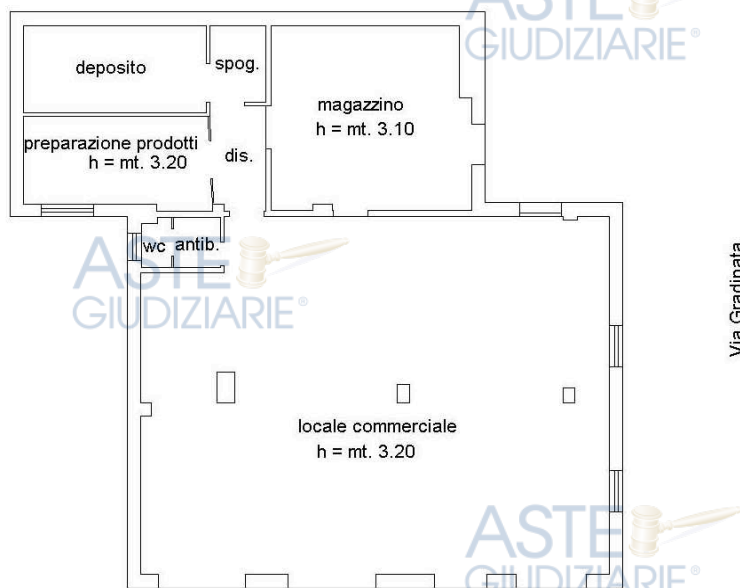 ASTE
GIUDIZIARIE®
deposito
spog.
magazzino
h = mt. 3.10
preparazione prodotti
h = mt. 3.20
dis.
wc
antib.
ASTE
GIUDIZIARIE®
Via Gradinata
locale commerciale
h = mt. 3.20
ASTE
GIUDIZIARIE®